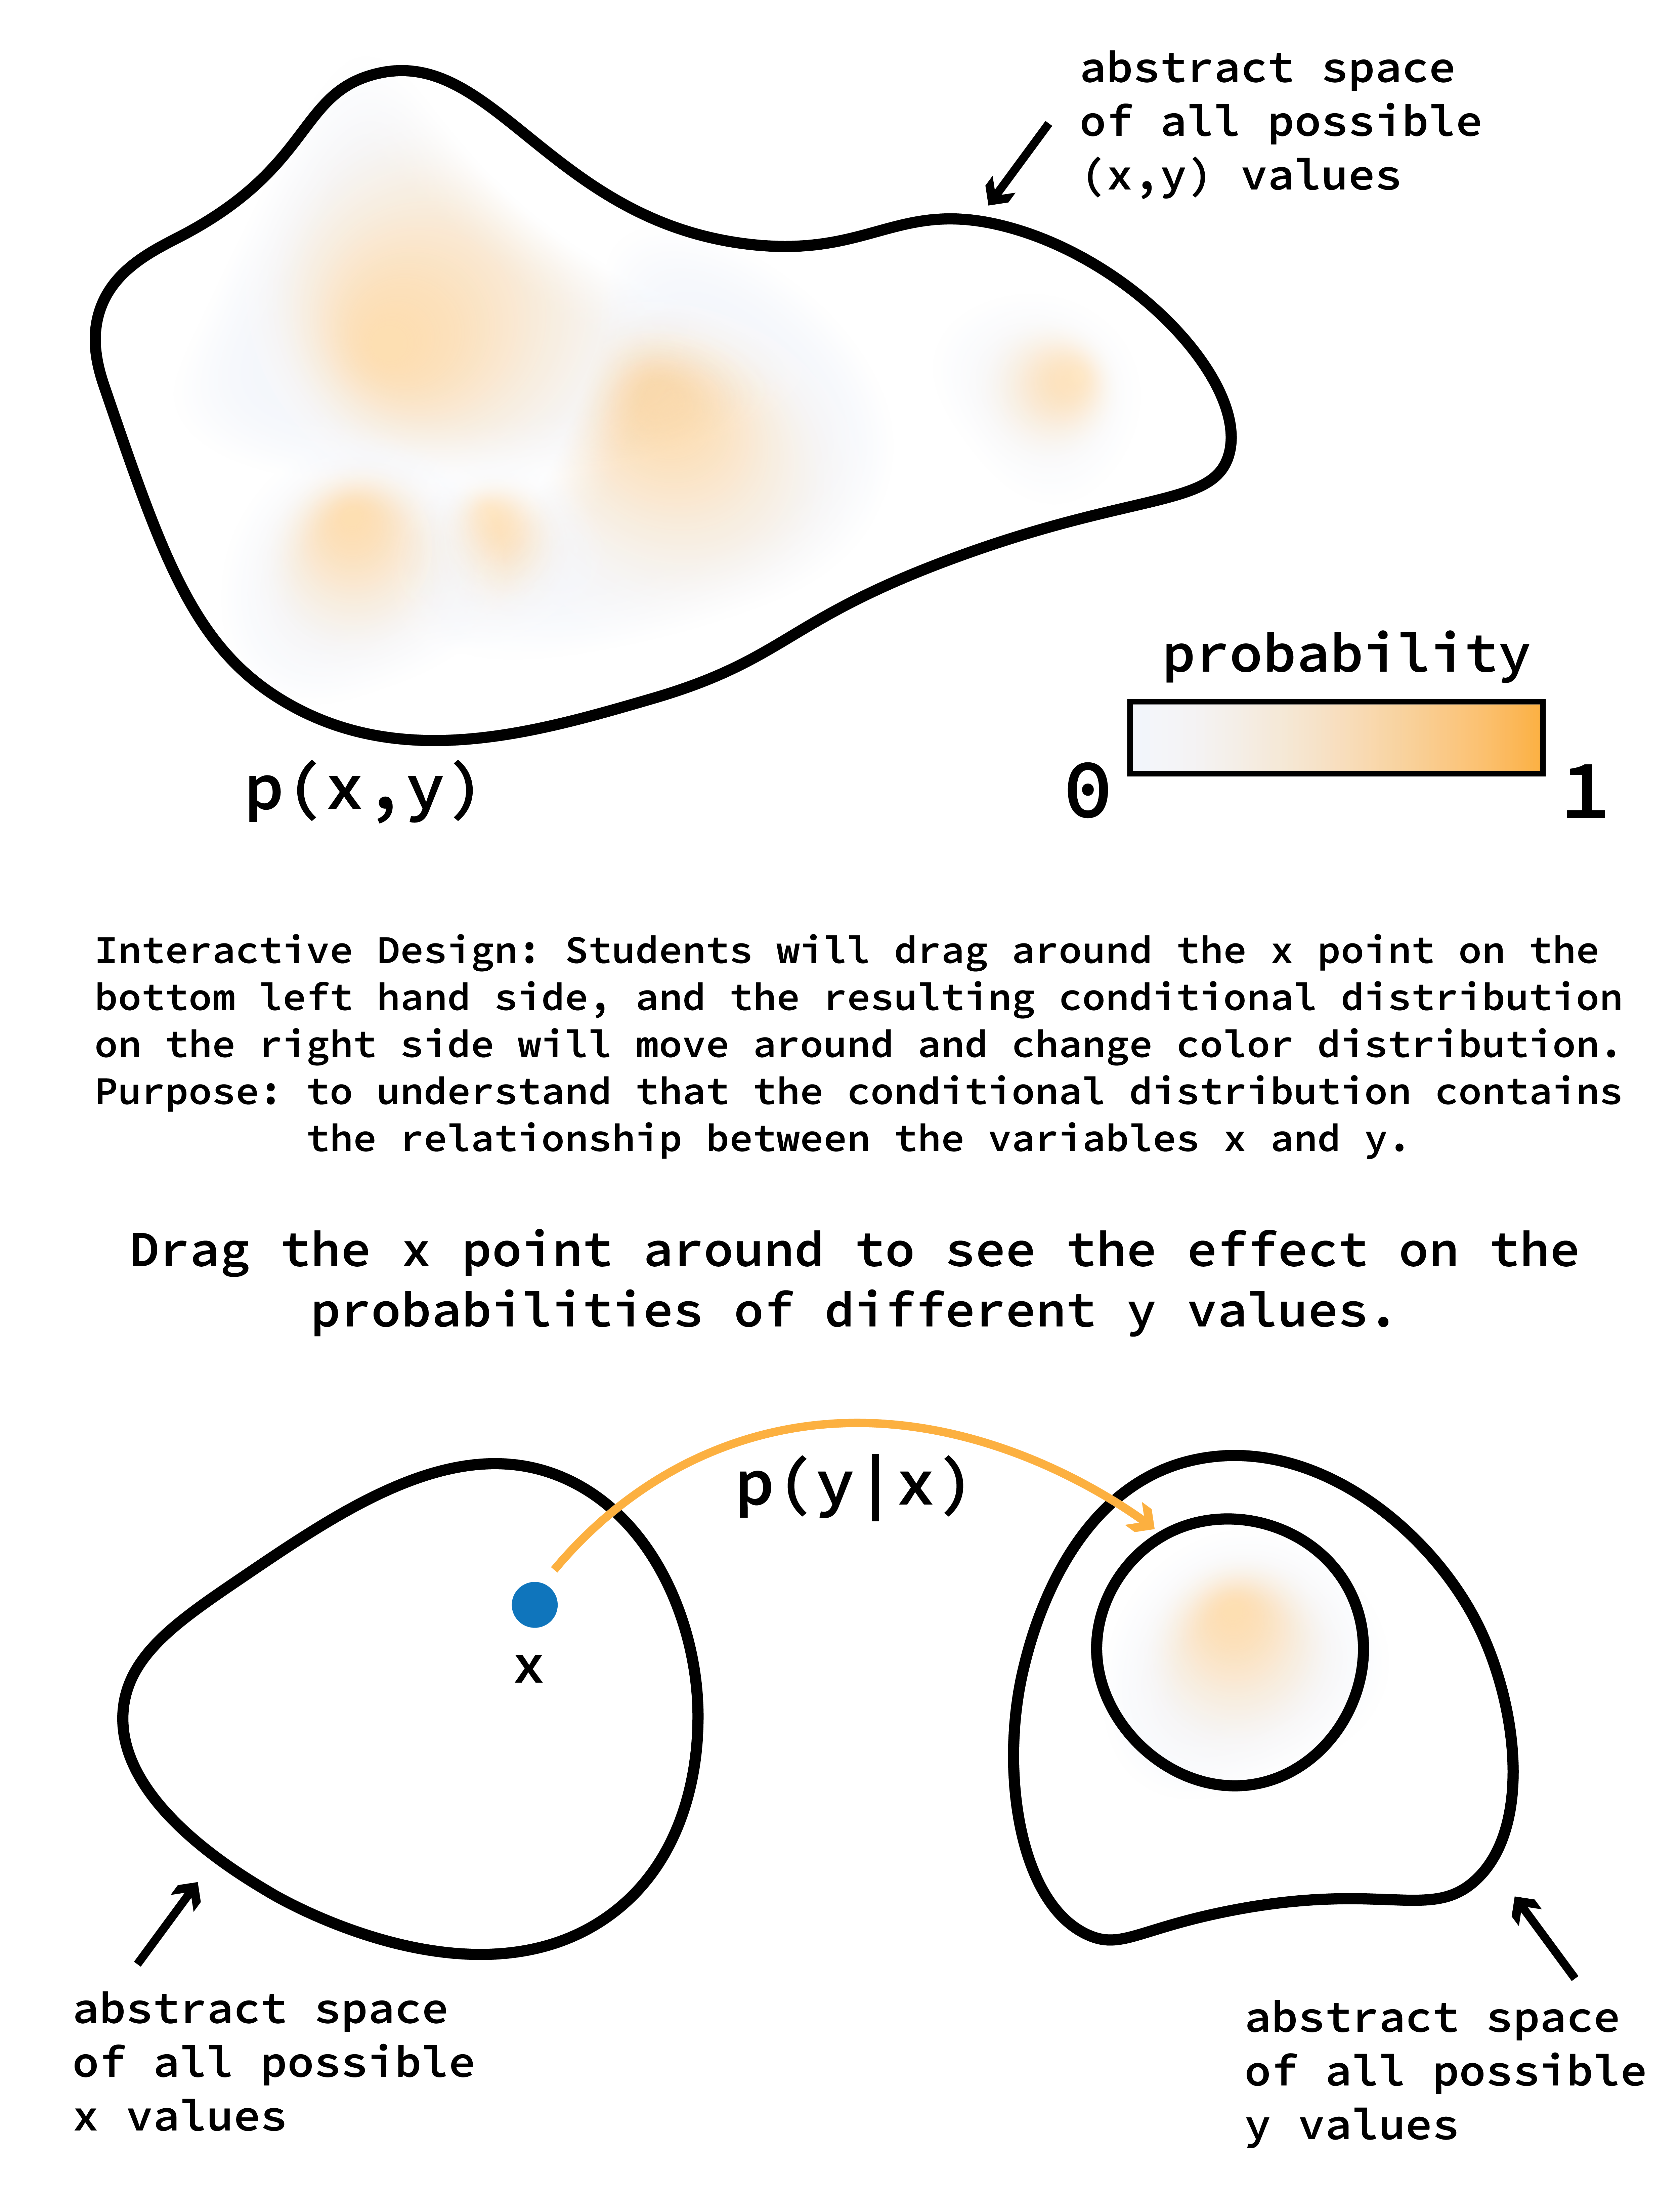 abstract space
of all possible
(x,y) values
probability
0
1
p(x,y)
Interactive Design: Students will drag around the x point on the
bottom left hand side, and the resulting conditional distribution
on the right side will move around and change color distribution.
Purpose: to understand that the conditional distribution contains
the relationship between the variables x and y.
Drag the x point around to see the effect on the
probabilities of different y values.
p(y|x)
x
abstract space
of all possible
x values
abstract space
of all possible
y values